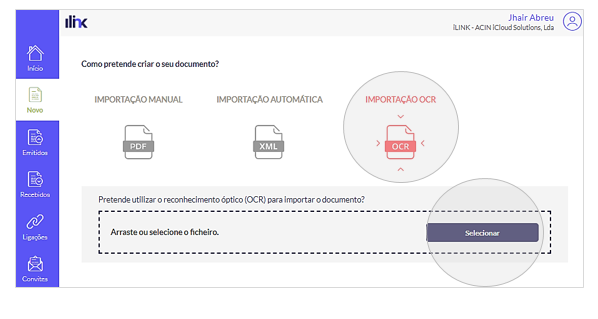 ilink
Jhair Abreu
iLINK - ACIN iCloud Solutions, Lda
Início
Novo
Emitidos
Recebidos
Ligações
Convites
Como pretende criar o seu documento?
IMPORTAÇÃO MANUAL
IMPORTAÇÃO AUTOMÁTICA
IMPORTAÇÃO OCR
PDF
XML
OCR
Pretende utilizar o reconhecimento óptico (OCR) para importar o documento?
Arraste ou selecione o ficheiro.
Selecionar